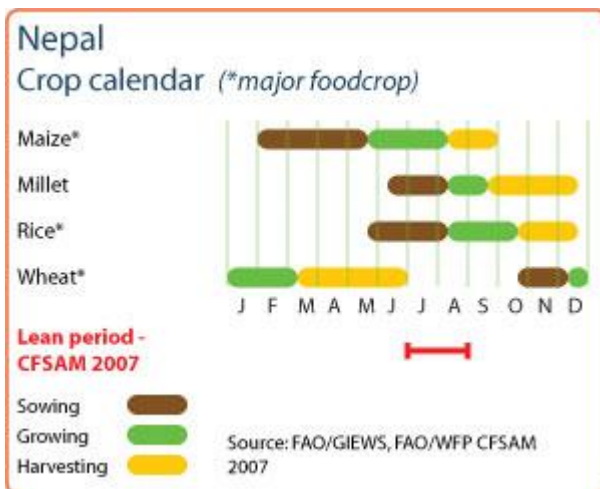 Nepal
Crop calendar (*major foodcrop)
Maize*
Millet
Rice*
Wheat*
J F M A M J J A S O N D
Lean period -
CFSAM 2007
Sowing
Growing
Harvesting
Source: FAO/GIEWS, FAO/WFP CFSAM
2007